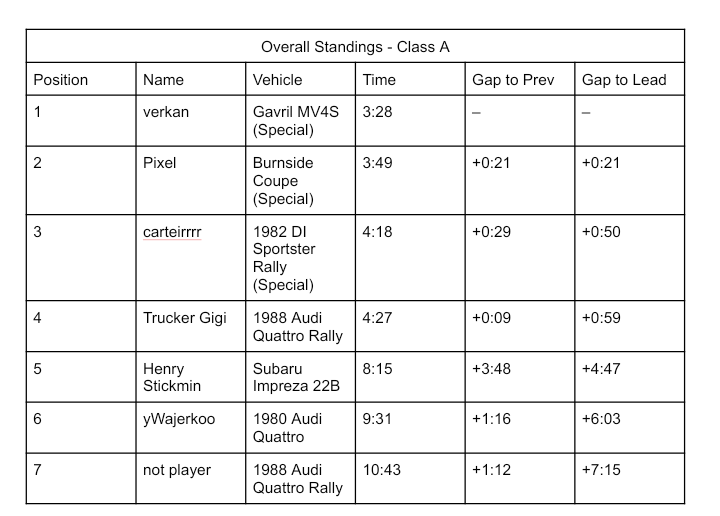 Overall Standings - Class A
Position Name Vehicle Time Gap to Prev Gap to Lead
1 verkan Gavril MV4S 3:28 – –
(Special)
2 Pixel Burnside 3:49 +0:21 +0:21
Coupe
(Special)
3 carteirrrr 1982 DI 4:18 +0:29 +0:50
Sportster
Rally
(Special)
4 Trucker Gigi 1988 Audi 4:27 +0:09 +0:59
Quattro Rally
5 Henry Subaru 8:15 +3:48 +4:47
Stickmin Impreza 22B
6 yWajerkoo 1980 Audi 9:31 +1:16 +6:03
Quattro
7 not player 1988 Audi 10:43 +1:12 +7:15
Quattro Rally